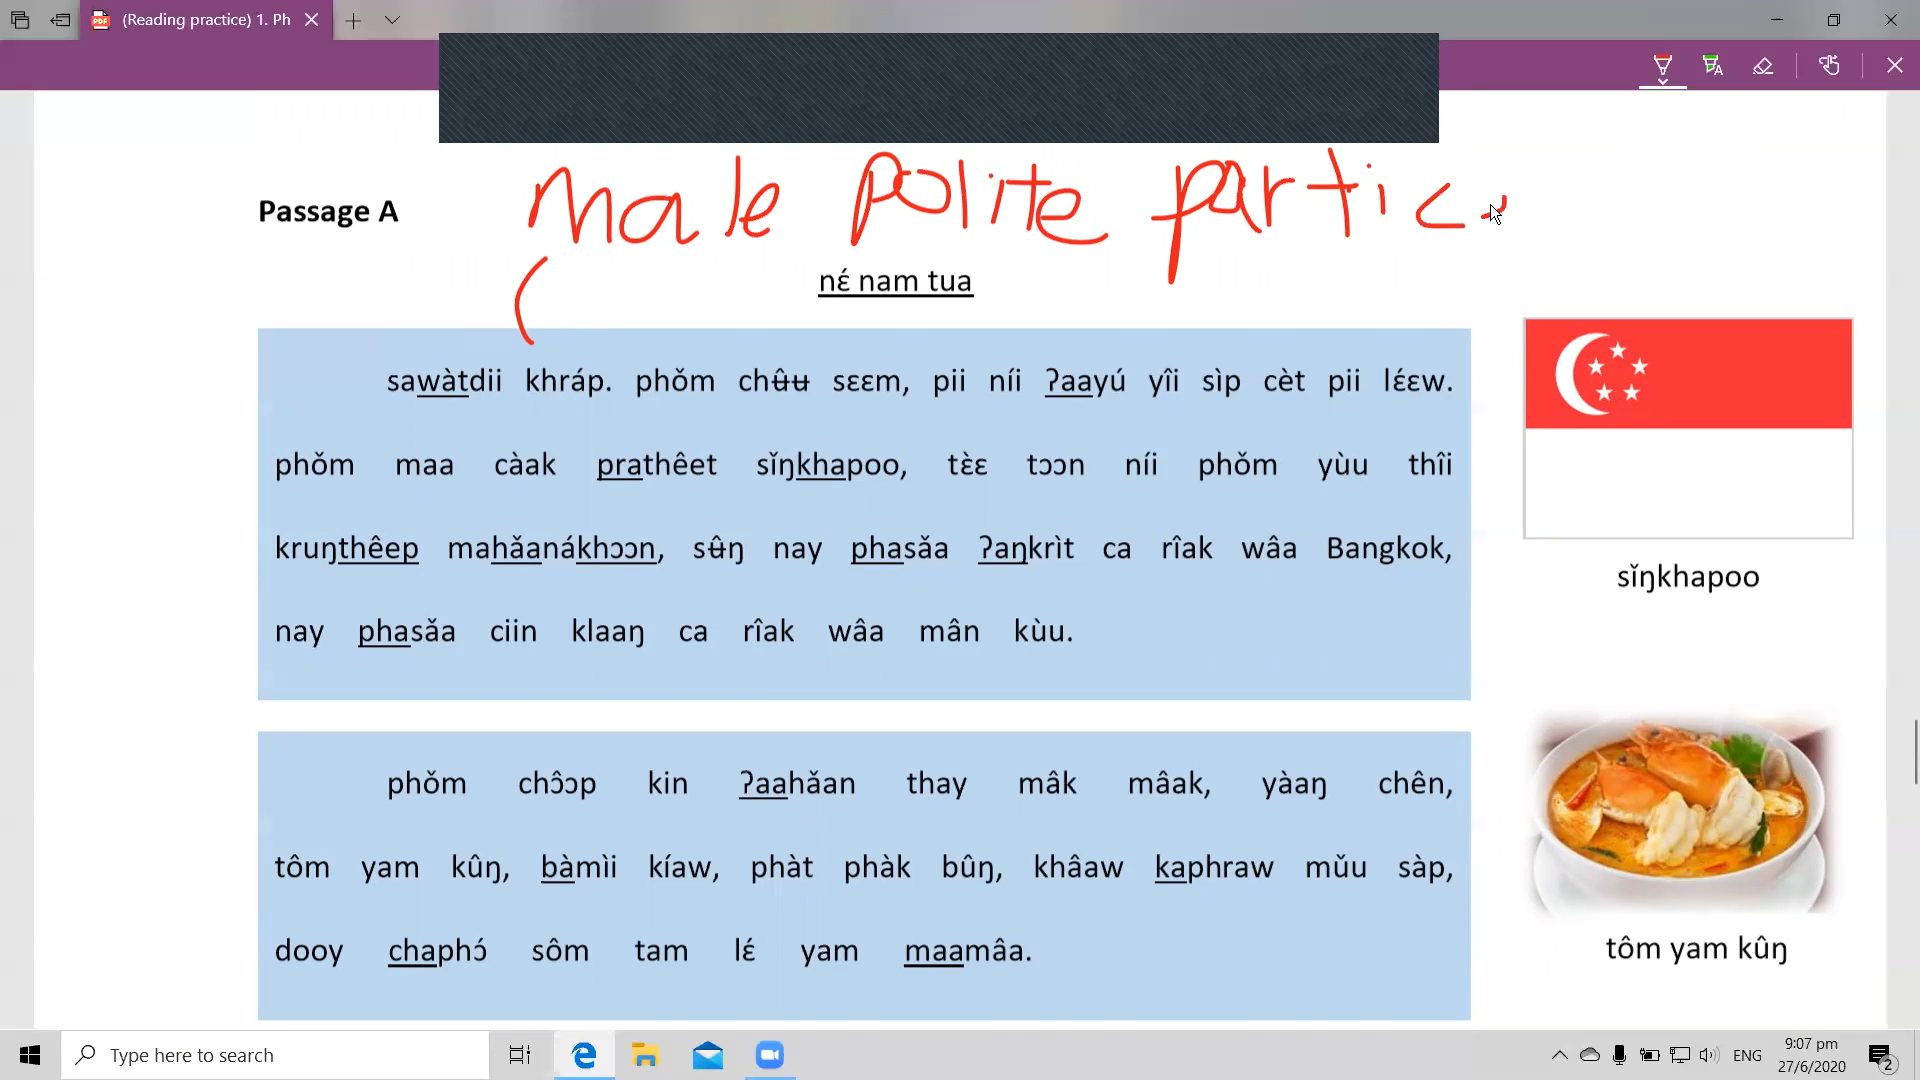 (Reading practice) 1. Ph
male polite partic
Passage A
nɛ́ nam tua
sawàtdii khráp. phǒm chʉ̂ʉ sɛɛm, pii níi ʔaayú yîi sìp cèt pii lɛ́ɛw.
phǒm maa càak prathêet sǐŋkhapoo, tɛ̀ɛ tɔɔn níi phǒm yùu thîi
kruŋthêep mahǎanákhɔɔn, sʉ̂ŋ nay phasǎa ʔaŋkrìt ca rîak wâa Bangkok,
nay phasǎa ciin klaaŋ ca rîak wâa mân kùu.
sǐŋkhapoo
phǒm chɔ̂ɔp kin ʔaahǎan thay mâk mâak, yàaŋ chên,
tôm yam kûŋ, bàmìi kíaw, phàt phàk bûŋ, khâaw kaphraw mǔu sàp,
dooy chaphɔ́ sôm tam lɛ́ yam maamâa.
tôm yam kûŋ
Type here to search
ENG
9:07 pm
27/6/2020
2